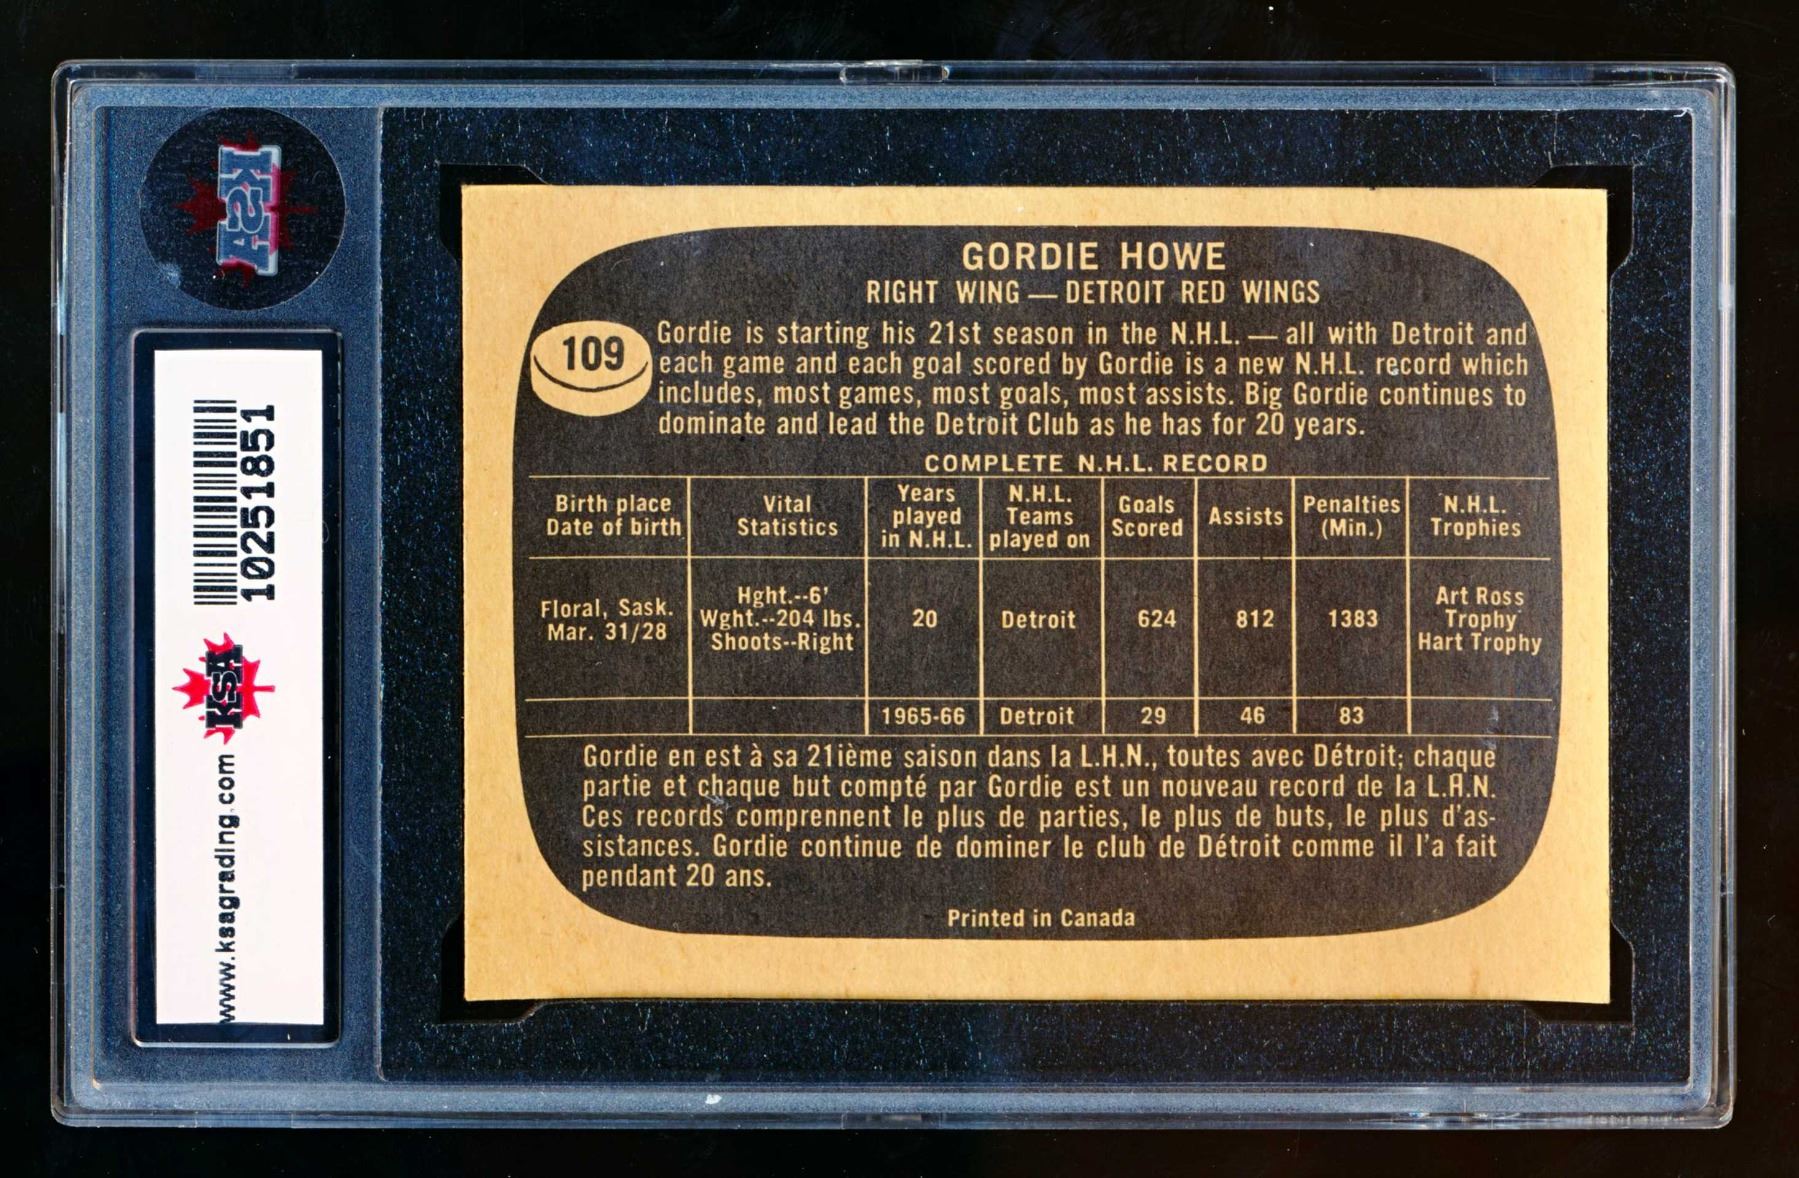 KSA
10251851
KSA
www.ksagrading.com
GORDIE HOWE
RIGHT WING — DETROIT RED WINGS
109
Gordie is starting his 21st season in the N.H.L. — all with Detroit and
each game and each goal scored by Gordie is a new N.H.L. record which
includes, most games, most goals, most assists. Big Gordie continues to
dominate and lead the Detroit Club as he has for 20 years.
COMPLETE N.H.L. RECORD
Birth place Date of birth Vital Statistics Years played in N.H.L. N.H.L. Teams played on Goals Scored Assists Penalties (Min.) N.H.L. Trophies
Floral, Sask. Mar. 31/28 Hght.--6' Wght.--204 lbs. Shoots--Right 20 Detroit 624 812 1383 Art Ross Trophy Hart Trophy
1965-66 Detroit 29 46 83
Gordie en est à sa 21ième saison dans la L.H.N., toutes avec Détroit; chaque
partie et chaque but compté par Gordie est un nouveau record de la L.H.N.
Ces records comprennent le plus de parties, le plus de buts, le plus d'as-
sistances. Gordie continue de dominer le club de Détroit comme il l'a fait
pendant 20 ans.
Printed in Canada